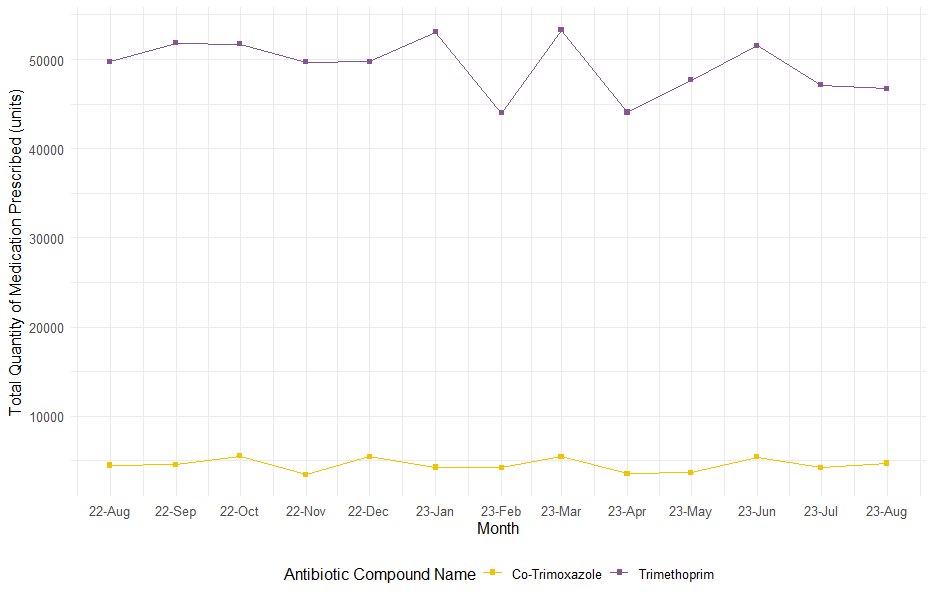 Total Quantity of Medication Prescribed (units)
50000
40000
30000
20000
10000
22-Aug 22-Sep 22-Oct 22-Nov 22-Dec 23-Jan 23-Feb 23-Mar 23-Apr 23-May 23-Jun 23-Jul 23-Aug
Month
Antibiotic Compound Name Co-Trimoxazole Trimethoprim